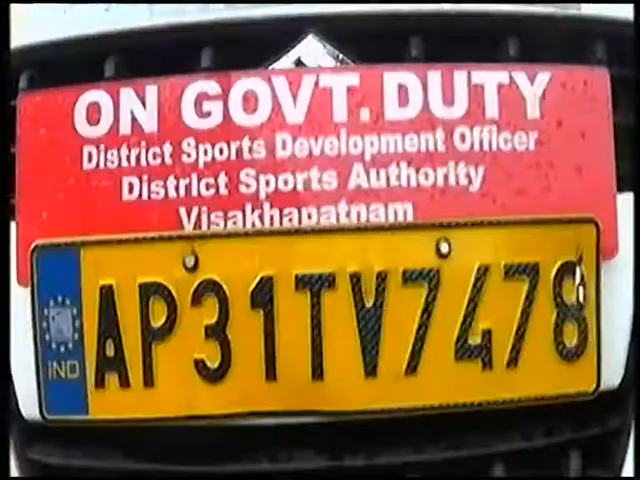 ON GOVT. DUTY
District Sports Development Officer
District Sports Authority
Visakhapatnam
IND
AP31TV7478